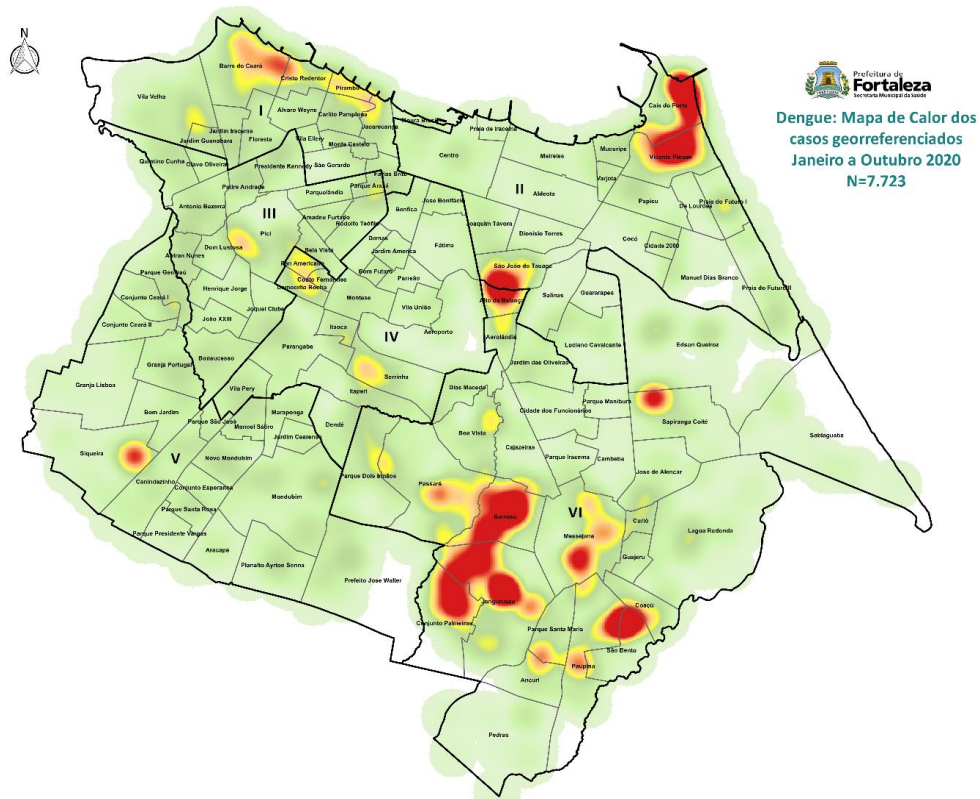 N
Prefeitura de
Fortaleza
Secretaria Municipal da Saúde
Dengue: Mapa de Calor dos
casos georreferenciados
Janeiro a Outubro 2020
N=7.723
Barra do Ceará
Cristo Redentor
Pirambu
Vila Velha
I
Alvaro Weyne
Carlito Pamplona
Jacarecanga
Moura Brasil
Jardim Iracema
Jardim Guanabara
Floresta
Vila Ellery
Monte Castelo
Praia de Iracema
Cais do Porto
Vicente Pinzon
Mucuripe
Quintino Cunha
Olavo Oliveira
Presidente Kennedy
São Gerardo
Farias Brito
Centro
Meireles
Varjota
II
Aldeota
Padre Andrade
Parquelândia
Parque Araxá
Papicu
De Lourdes
Praia do Futuro I
Antonio Bezerra
III
Amadeu Furtado
Rodolfo Teófilo
Benfica
Jose Bonifácio
Joaquim Távora
Dionisio Torres
Pici
Cocó
Cidade 2000
Dom Lustosa
Autran Nunes
Bela Vista
Damas
Jardim America
Fátima
Pan Americano
Couto Fernandes
Democrito Rocha
Bom Futuro
Parreão
São João do Tauape
Manuel Dias Branco
Praia do Futuro II
Parque Genibaú
Henrique Jorge
Conjunto Ceará I
Montese
Vila União
Alto da Balança
Salinas
Guararapes
João XXIII
Joquei Clube
Conjunto Ceará II
Itaoca
IV
Aeroporto
Aerolândia
Luciano Cavalcante
Edson Queiroz
Parangaba
Bonsucesso
Granja Portugal
Jardim das Oliveiras
Granja Lisboa
Vila Pery
Serrinha
Itaperi
Dias Macedo
Parque Manibura
Bom Jardim
Cidade dos Funcionários
Sapiranga Coité
Parque São José
Manoel Sátiro
Maraponga
Dendê
Jardim Cearense
Boa Vista
Sabiaguaba
Siqueira
V
Novo Mondubim
Cajazeiras
Parque Iracema
Cambeba
Jose de Alencar
Canindezinho
Conjunto Esperança
Parque Dois Irmãos
Passaré
Mondubim
Parque Santa Rosa
Barroso
VI
Curió
Lagoa Redonda
Parque Presidente Vargas
Messejana
Guajeru
Aracapé
Planalto Ayrton Senna
Prefeito Jose Walter
Jangurussu
Coaçú
Conjunto Palmeiras
Parque Santa Maria
São Bento
Paupina
Ancuri
Pedras